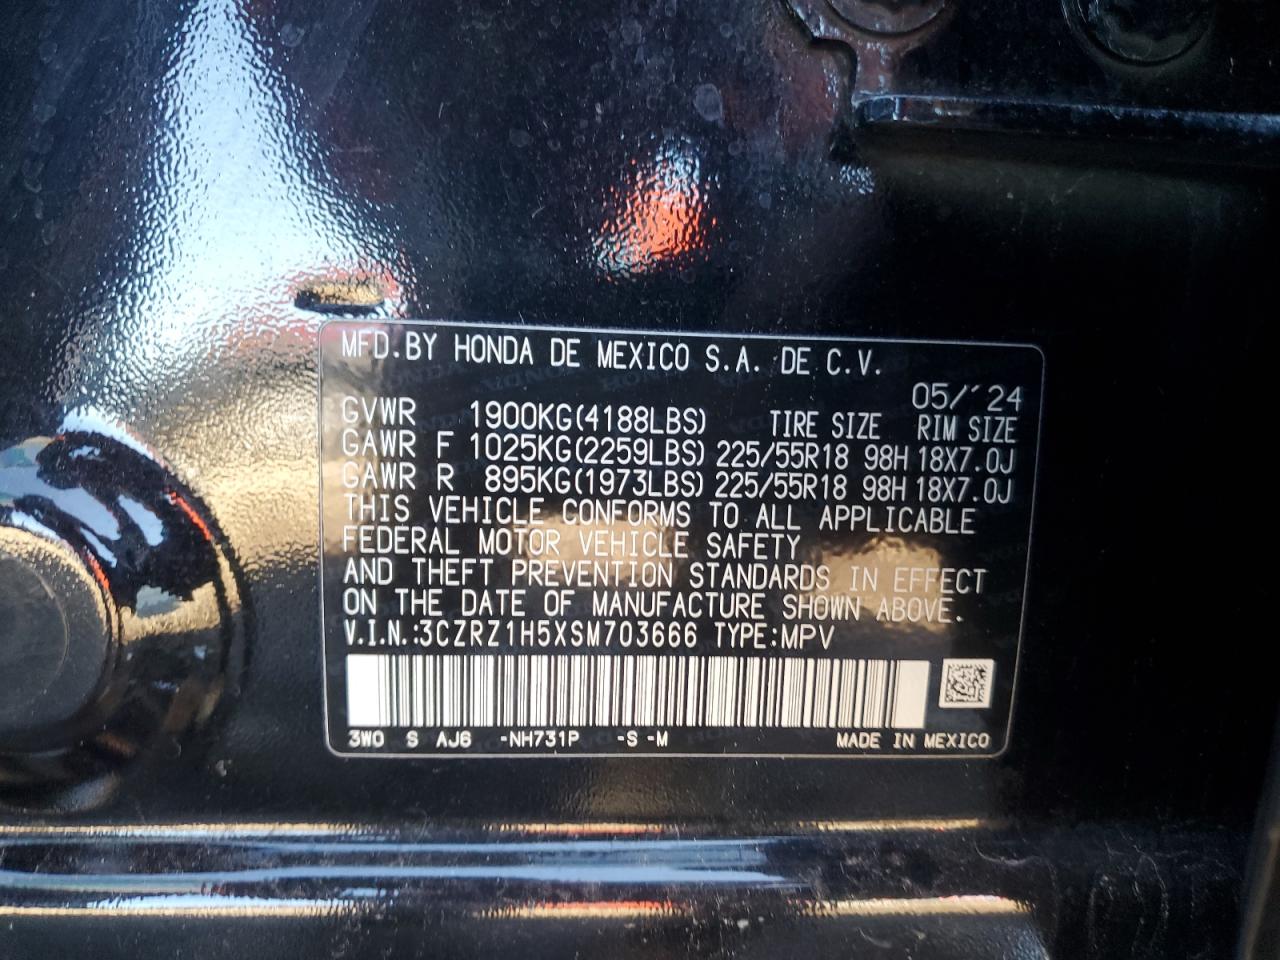 MFD.BY HONDA DE MEXICO S.A. DE C.V.
05/'24
GVWR 1900KG(4188LBS) TIRE SIZE RIM SIZE
GAWR F 1025KG(2259LBS) 225/55R18 98H 18X7.0J
GAWR R 895KG(1973LBS) 225/55R18 98H 18X7.0J
THIS VEHICLE CONFORMS TO ALL APPLICABLE
FEDERAL MOTOR VEHICLE SAFETY
AND THEFT PREVENTION STANDARDS IN EFFECT
ON THE DATE OF MANUFACTURE SHOWN ABOVE.
V.I.N.:3CZRZ1H5XSM703666 TYPE:MPV
3W0 S AJ6 -NH731P -S -M MADE IN MEXICO